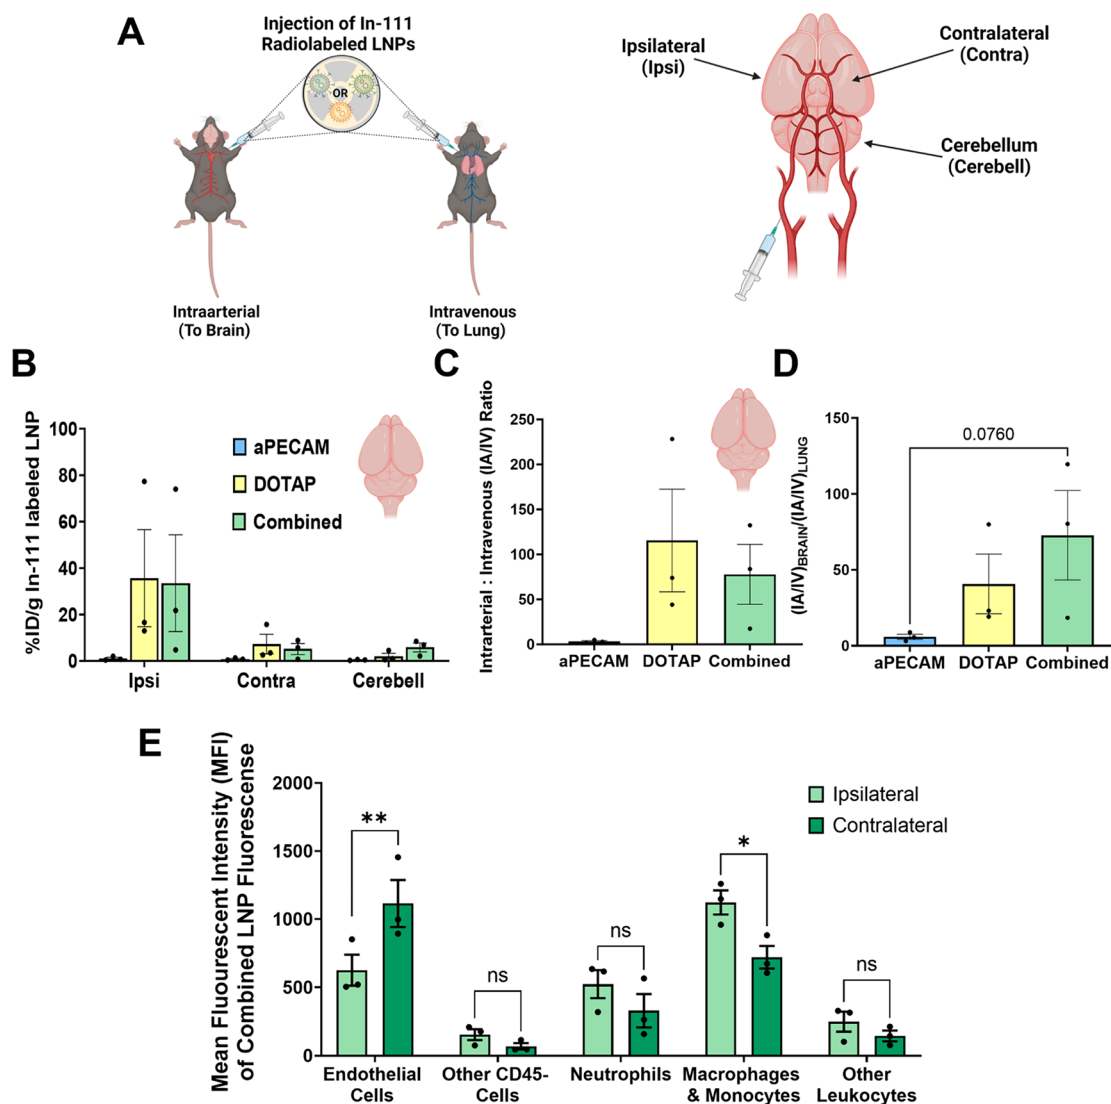 A
Injection of In-111
Radiolabeled LNPs
OR
Intraarterial
(To Brain)
Intravenous
(To Lung)
Ipsilateral
(Ipsi)
Contralateral
(Contra)
Cerebellum
(Cerebell)
B
%ID/g In-111 labeled LNP
100
80
60
40
20
0
aPECAM
DOTAP
Combined
Ipsi
Contra
Cerebell
C
Intrarterial : Intravenous (IA/IV) Ratio
250
200
150
100
50
0
aPECAM
DOTAP
Combined
D
(IA/IV)BRAIN/(IA/IV)LUNG
150
100
50
0
0.0760
aPECAM
DOTAP
Combined
E
Mean Fluourescent Intensity (MFI)
of Combined LNP Fluorescense
2000
1500
1000
500
0
**
ns
ns
*
ns
Ipsilateral
Contralateral
Endothelial
Cells
Other CD45-
Cells
Neutrophils
Macrophages
& Monocytes
Other
Leukocytes